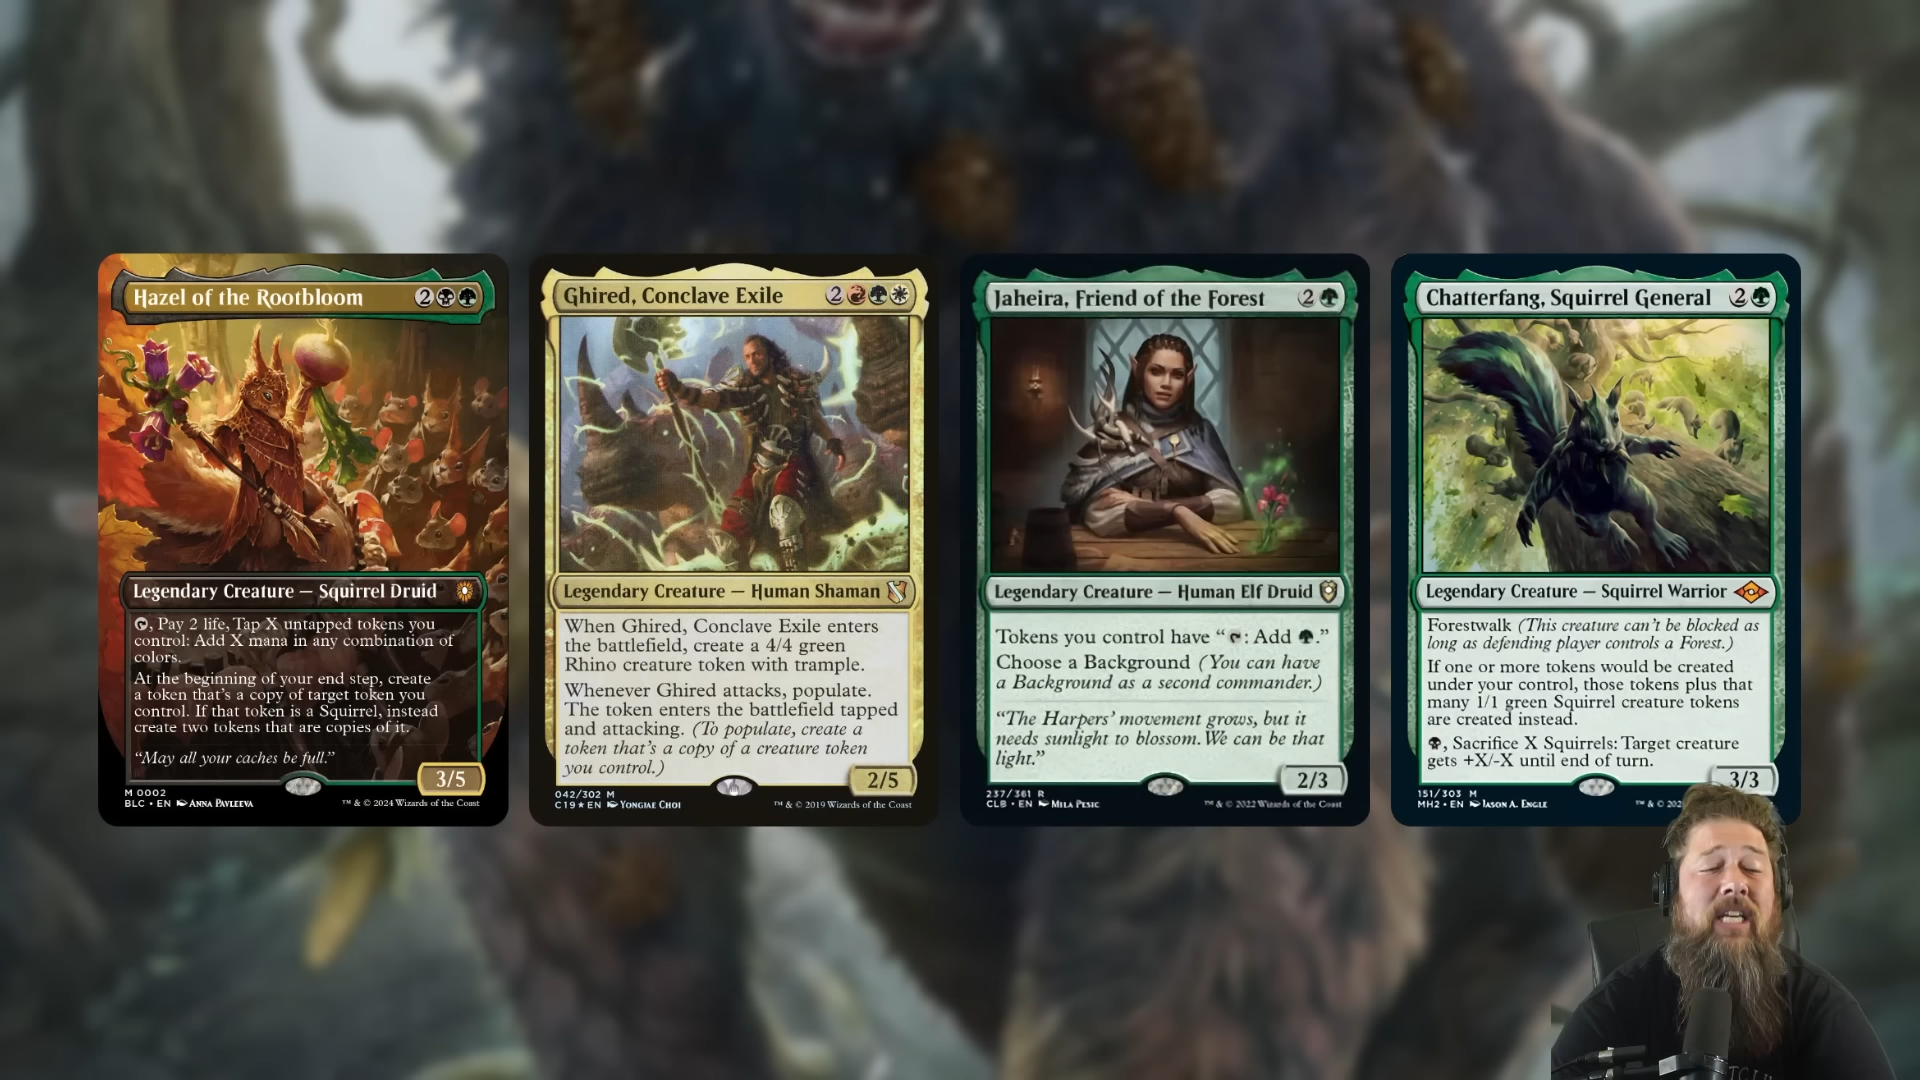 Hazel of the Rootbloom
2
Legendary Creature — Squirrel Druid
, Pay 2 life, Tap X untapped tokens you
control: Add X mana in any combination of
colors.
At the beginning of your end step, create
a token that's a copy of target token you
control. If that token is a Squirrel, instead
create two tokens that are copies of it.
“May all your caches be full.”
3/5
M 0002
BLC • EN Anna Pavleeva
™ & © 2024 Wizards of the Coast
Ghired, Conclave Exile
2
Legendary Creature — Human Shaman
When Ghired, Conclave Exile enters
the battlefield, create a 4/4 green
Rhino creature token with trample.
Whenever Ghired attacks, populate.
The token enters the battlefield tapped
and attacking. (To populate, create a
token that's a copy of a creature token
you control.)
2/5
042/302 M
C19★EN Yongjae Choi
™ & © 2019 Wizards of the Coast
Jaheira, Friend of the Forest
2
Legendary Creature — Human Elf Druid
Tokens you control have “: Add .”
Choose a Background (You can have
a Background as a second commander.)
“The Harpers' movement grows, but it
needs sunlight to blossom. We can be that
light.”
2/3
237/361 R
CLB • EN Mila Pesic
™ & © 2022 Wizards of the Coast
Chatterfang, Squirrel General
2
Legendary Creature — Squirrel Warrior
Forestwalk (This creature can't be blocked as
long as defending player controls a Forest.)
If one or more tokens would be created
under your control, those tokens plus that
many 1/1 green Squirrel creature tokens
are created instead.
, Sacrifice X Squirrels: Target creature
gets +X/-X until end of turn.
3/3
151/303 M
MH2 • EN Jason A. Engle
™ & © 202